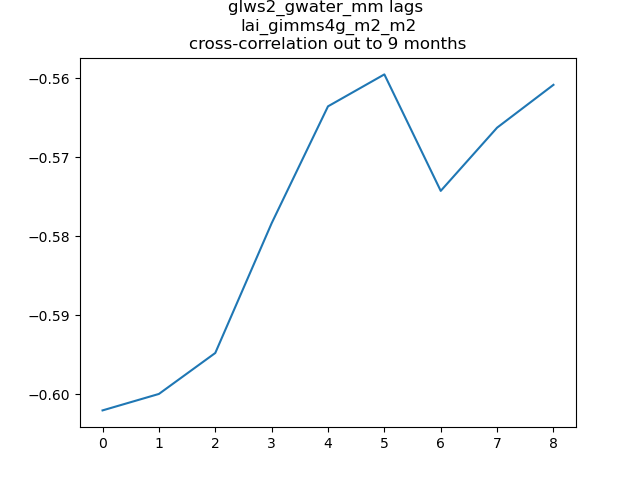 glws2_gwater_mm lags
lai_gimms4g_m2_m2
cross-correlation out to 9 months
−0.56
−0.57
−0.58
−0.59
−0.60
0 1 2 3 4 5 6 7 8